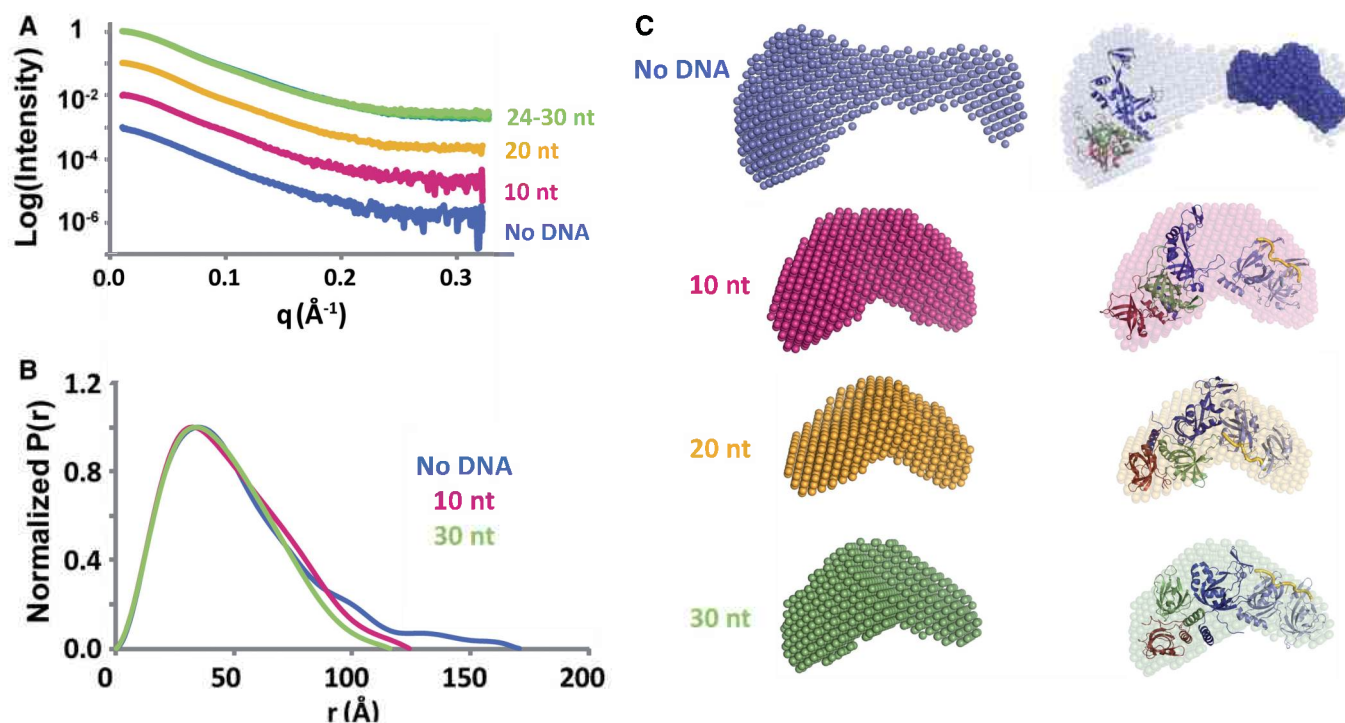 A
Log(Intensity)
1
10-2
10-4
10-6
24-30 nt
20 nt
10 nt
No DNA
0.0
0.1
0.2
0.3
q (Å-1)
B
Normalized P(r)
1.2
0.8
0.4
0.0
No DNA
10 nt
30 nt
0
50
100
150
200
r (Å)
C
No DNA
10 nt
20 nt
30 nt